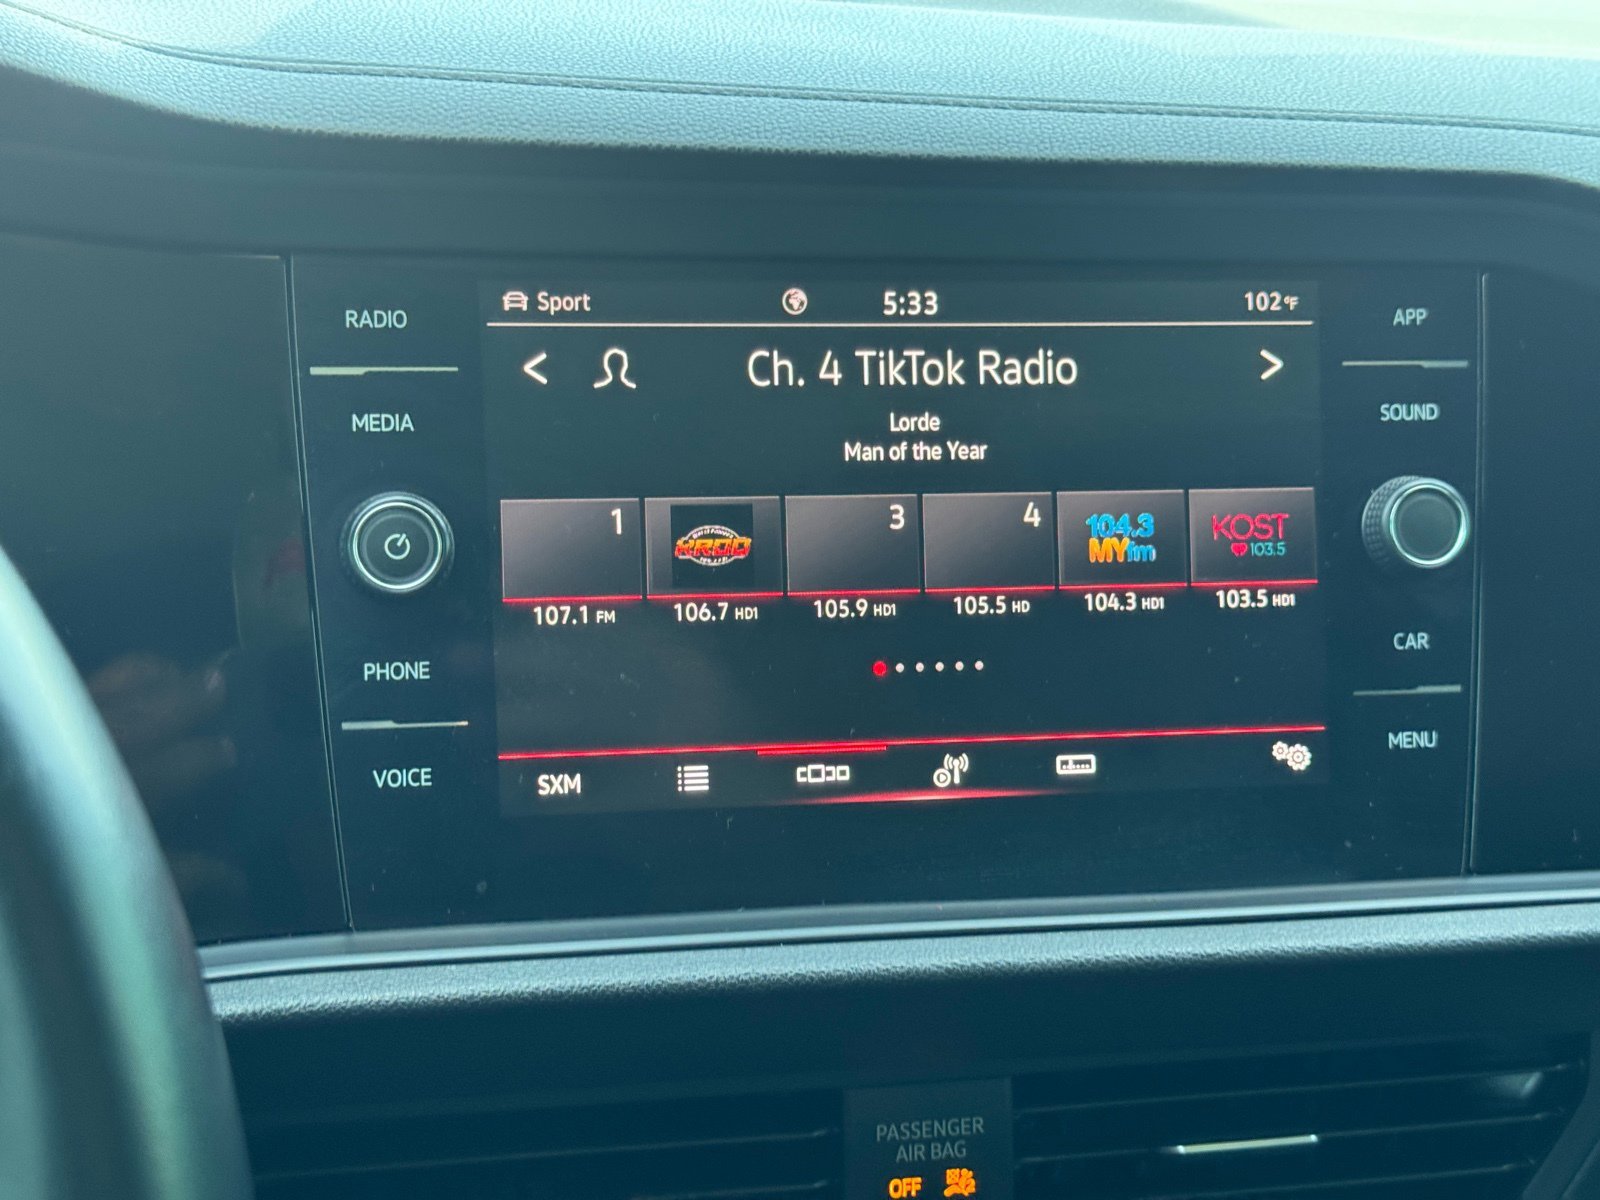 RADIO
MEDIA
PHONE
VOICE
Sport
5:33
102°F
Ch. 4 TikTok Radio
Lorde
Man of the Year
1
3
4
104.3
MYfm
KOST
103.5
107.1 FM
106.7 HD1
105.9 HD1
105.5 HD
104.3 HD1
103.5 HD1
SXM
APP
SOUND
CAR
MENU
PASSENGER
AIR BAG
OFF